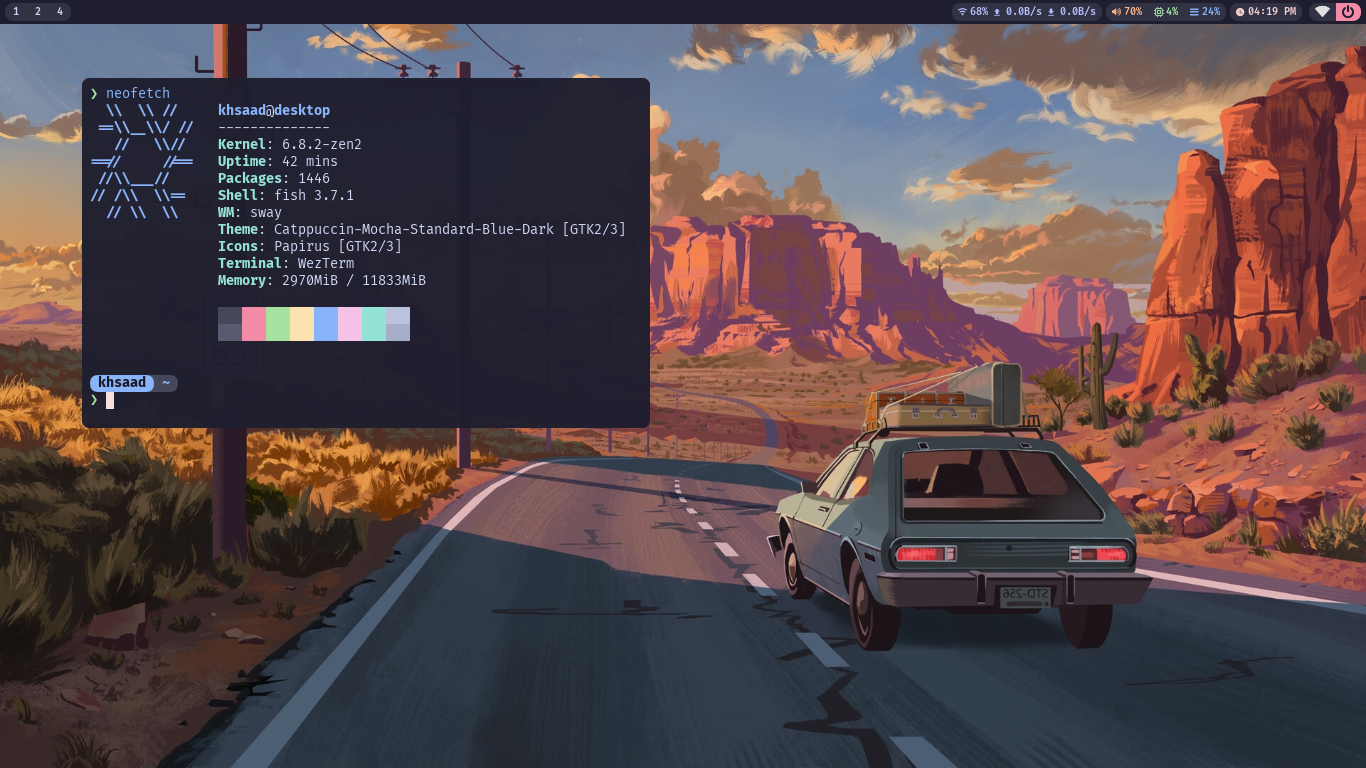 1 2 4
68% 0.0B/s 0.0B/s 70% 4% 24% 04:19 PM
❯ neofetch
khsaad@desktop
--------------
Kernel: 6.8.2-zen2
Uptime: 42 mins
Packages: 1446
Shell: fish 3.7.1
WM: sway
Theme: Catppuccin-Mocha-Standard-Blue-Dark [GTK2/3]
Icons: Papirus [GTK2/3]
Terminal: WezTerm
Memory: 2970MiB / 11833MiB
khsaad ~
❯
STD-256